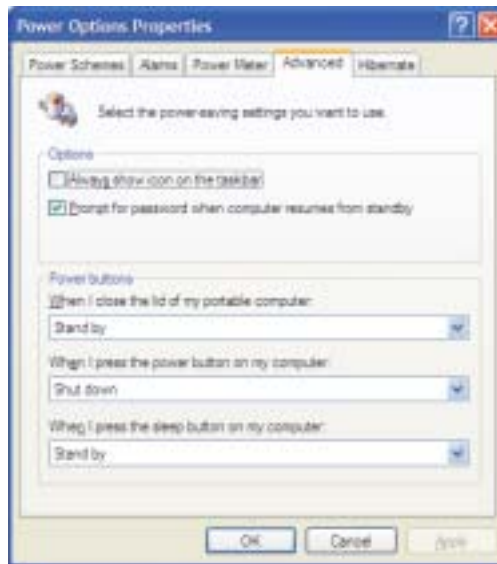 Power Options Properties
Power Schemes Alarms Power Meter Advanced Hibernate
Select the power-saving settings you want to use.
Options
Always show icon on the taskbar
Prompt for password when computer resumes from standby
Power buttons
When I close the lid of my portable computer:
Stand by
When I press the power button on my computer:
Shut down
When I press the sleep button on my computer:
Stand by
OK Cancel Apply